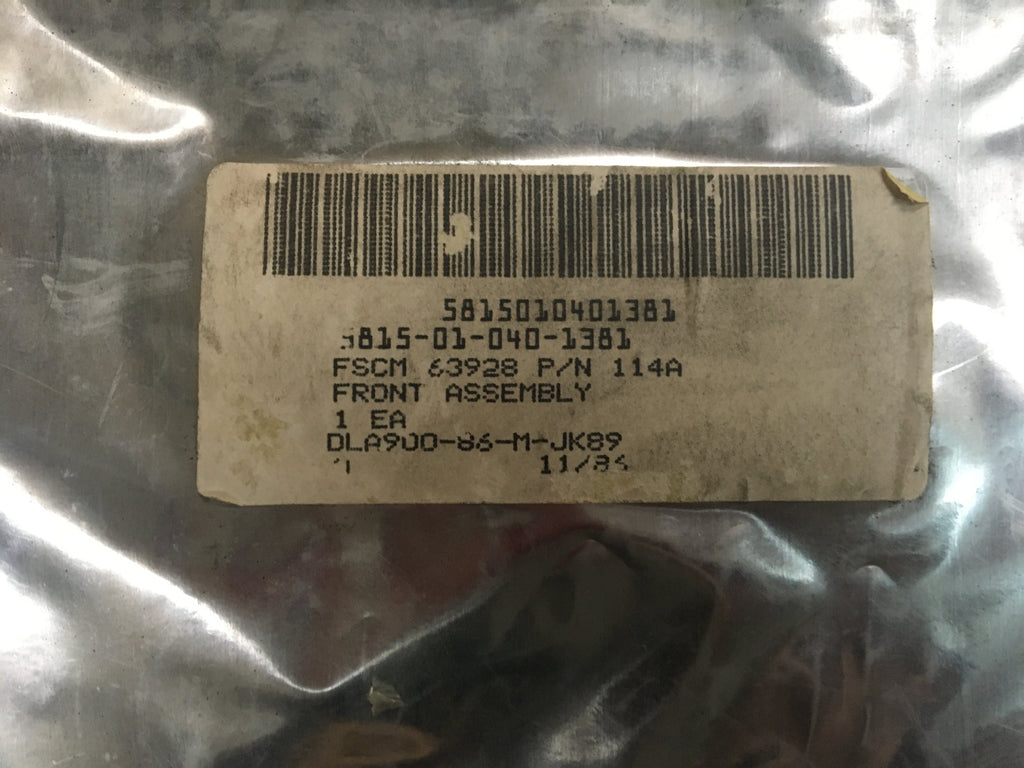 5815010401381
5815-01-040-1381
FSCM 63928 P/N 114A
FRONT ASSEMBLY
1 EA
DLA900-86-M-JK89
11/86